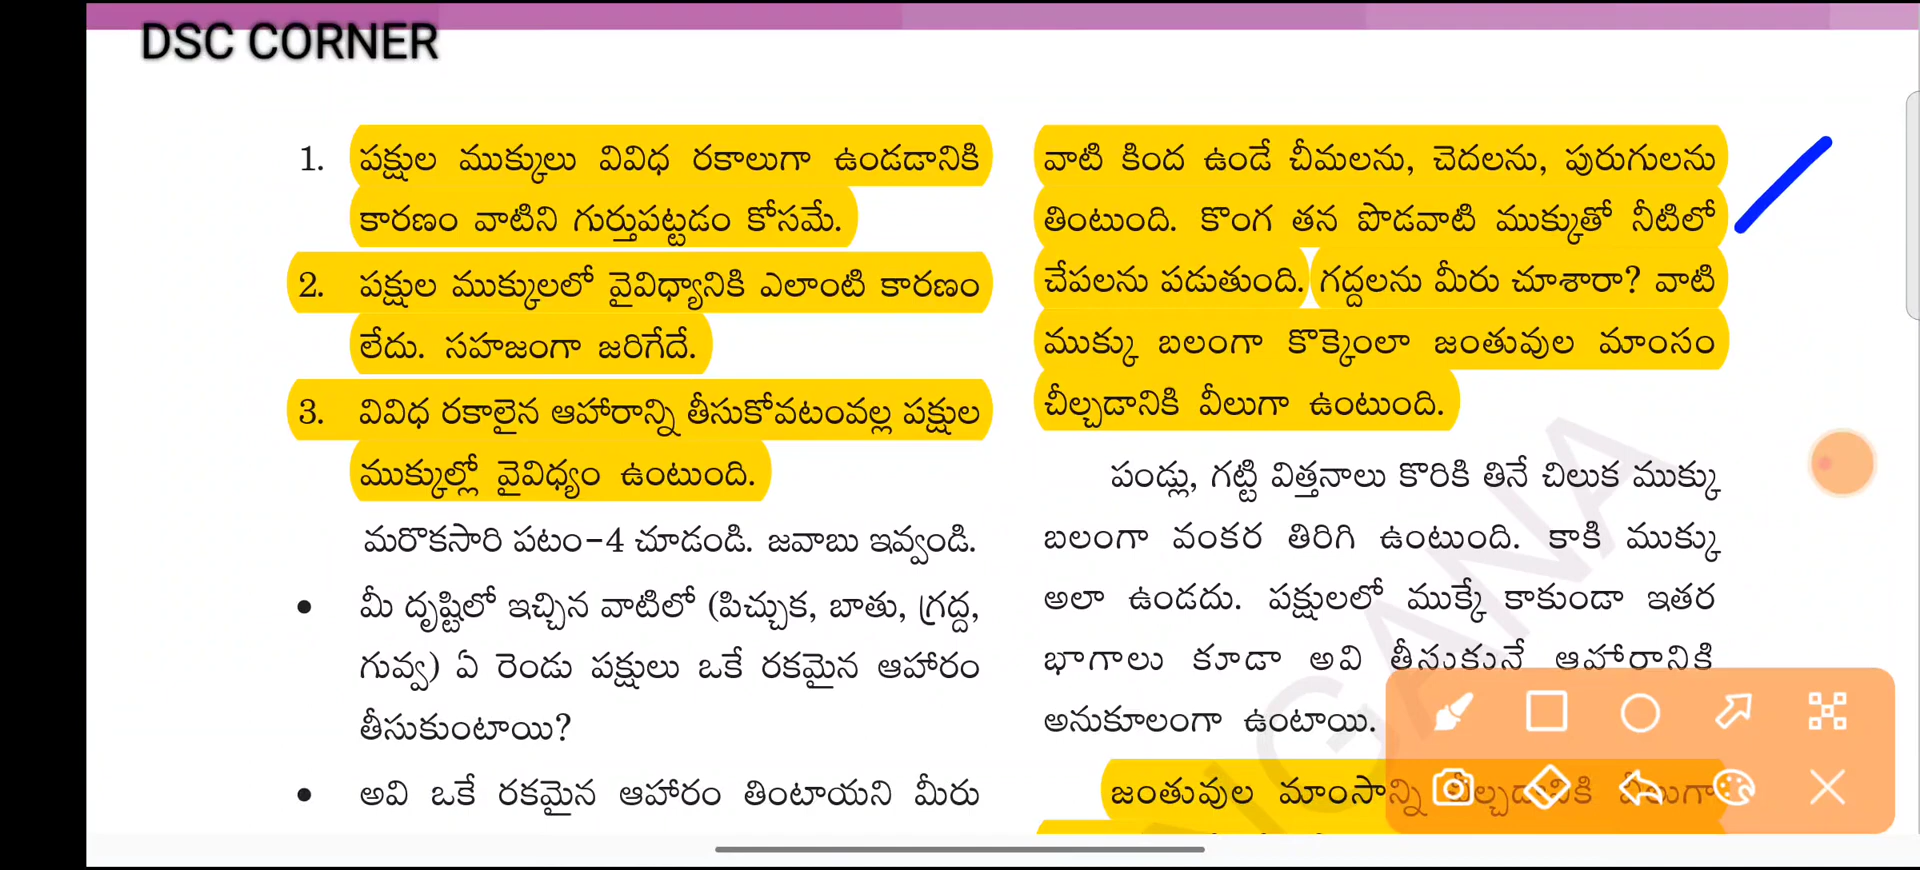 DSC CORNER
1. పక్షుల ముక్కులు వివిధ రకాలుగా ఉండడానికి
కారణం వాటిని గుర్తుపట్టడం కోసమే.
2. పక్షుల ముక్కులలో వైవిధ్యానికి ఎలాంటి కారణం
లేదు. సహజంగా జరిగేదే.
3. వివిధ రకాలైన ఆహారాన్ని తీసుకోవటంవల్ల పక్షుల
ముక్కుల్లో వైవిధ్యం ఉంటుంది.
మరొకసారి పటం-4 చూడండి. జవాబు ఇవ్వండి.
• మీ దృష్టిలో ఇచ్చిన వాటిలో (పిచ్చుక, బాతు, గ్రద్ద,
గువ్వ) ఏ రెండు పక్షులు ఒకే రకమైన ఆహారం
తీసుకుంటాయి?
• అవి ఒకే రకమైన ఆహారం తింటాయని మీరు
వాటి కింద ఉండే చీమలను, చెదలను, పురుగులను
తింటుంది. కొంగ తన పొడవాటి ముక్కుతో నీటిలో
చేపలను పడుతుంది. గద్దలను మీరు చూశారా? వాటి
ముక్కు బలంగా కొక్కెంలా జంతువుల మాంసం
చీల్చడానికి వీలుగా ఉంటుంది.
పండ్లు, గట్టి విత్తనాలు కొరికి తినే చిలుక ముక్కు
బలంగా వంకర తిరిగి ఉంటుంది. కాకి ముక్కు
అలా ఉండదు. పక్షులలో ముక్కే కాకుండా ఇతర
భాగాలు కూడా అవి తీసుకునే ఆహారానికి
అనుకూలంగా ఉంటాయి.
జంతువుల మాంసాన్ని చీల్చడానికి వీలుగా